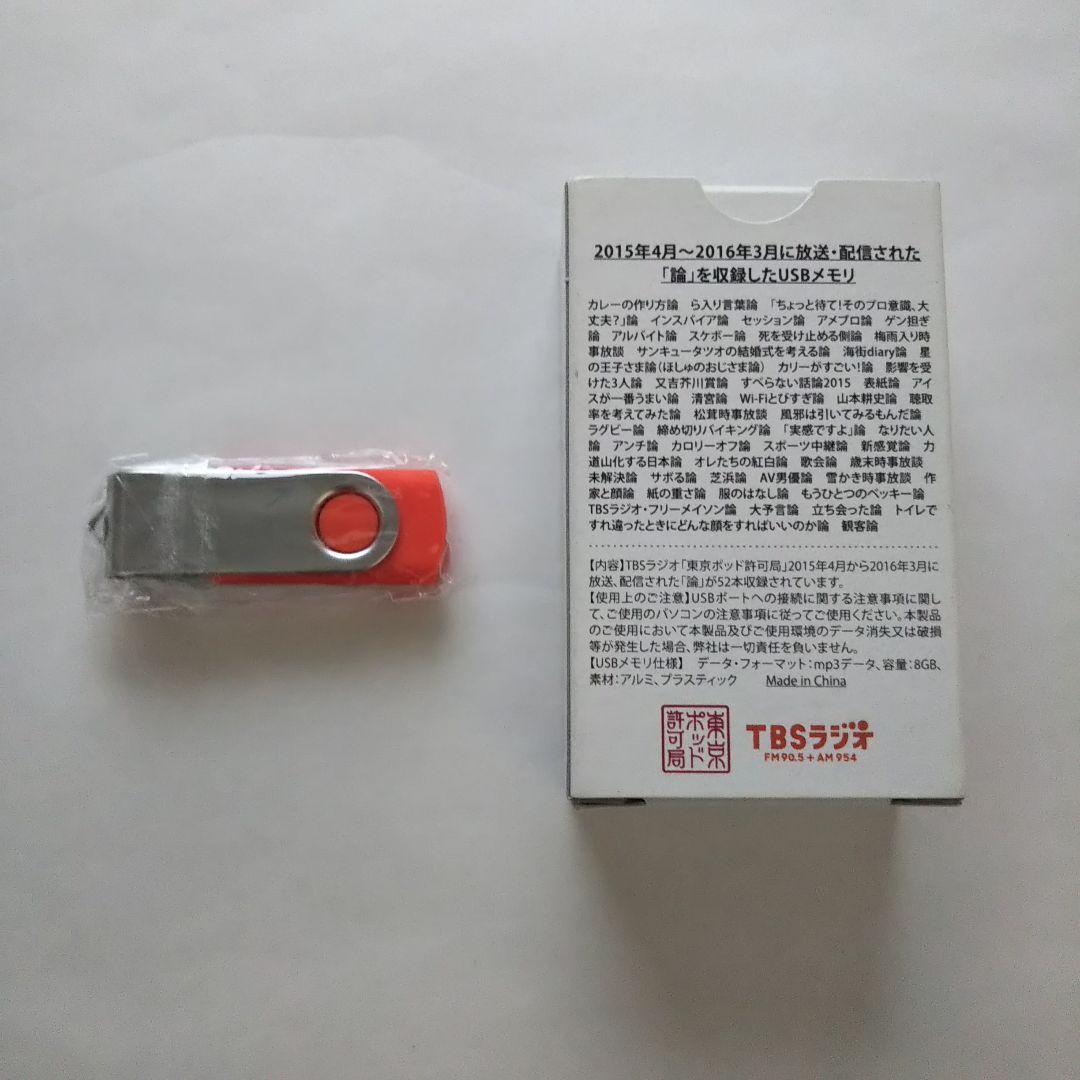 2015年4月～2016年3月に放送・配信された
「論」を収録したUSBメモリ
カレーの作り方論　ら入り言葉論　「ちょっと待て！そのプロ意識、大
丈夫？」論　インスパイア論　セッション論　アメブロ論　ゲン担ぎ
論　アルバイト論　スケボー論　死を受け止める側論　梅雨入り時
事放談　サンキュータツオの結婚式を考える論　海街diary論　星
の王子さま論（ほしゅのおじさま論）　カリーがすごい！論　影響を受
けた3人論　又吉芥川賞論　すべらない話論2015　表紙論　アイ
スが一番うまい論　清宮論　Wi-Fiとびすぎ論　山本耕史論　聴取
率を考えてみた論　松茸時事放談　風邪は引いてみるもんだ論
ラグビー論　締め切りバイキング論　「実感ですよ」論　なりたい人
論　アンチ論　カロリーオフ論　スポーツ中継論　新感覚論　力
道山化する日本論　オレたちの紅白論　歌会論　歳末時事放談
未解決論　サボる論　芝浜論　AV男優論　雪かき時事放談　作
家と顔論　紙の重さ論　服のはなし論　もうひとつのベッキー論
TBSラジオ・フリーメイソン論　大予言論　立ち会った論　トイレで
すれ違ったときにどんな顔をすればいいのか論　観客論
【内容】TBSラジオ「東京ポッド許可局」2015年4月から2016年3月に
放送、配信された「論」が52本収録されています。
【使用上のご注意】USBポートへの接続に関する注意事項に関し
て、ご使用のパソコンの注意事項に従ってご使用ください。本製品
のご使用において本製品及びご使用環境のデータ消失又は破損
等が発生した場合、弊社は一切責任を負いません。
【USBメモリ仕様】　データ・フォーマット：mp3データ、容量：8GB、
素材：アルミ、プラスティック　Made in China
東京
ポッド
許可局
TBSラジオ
FM90.5+AM954